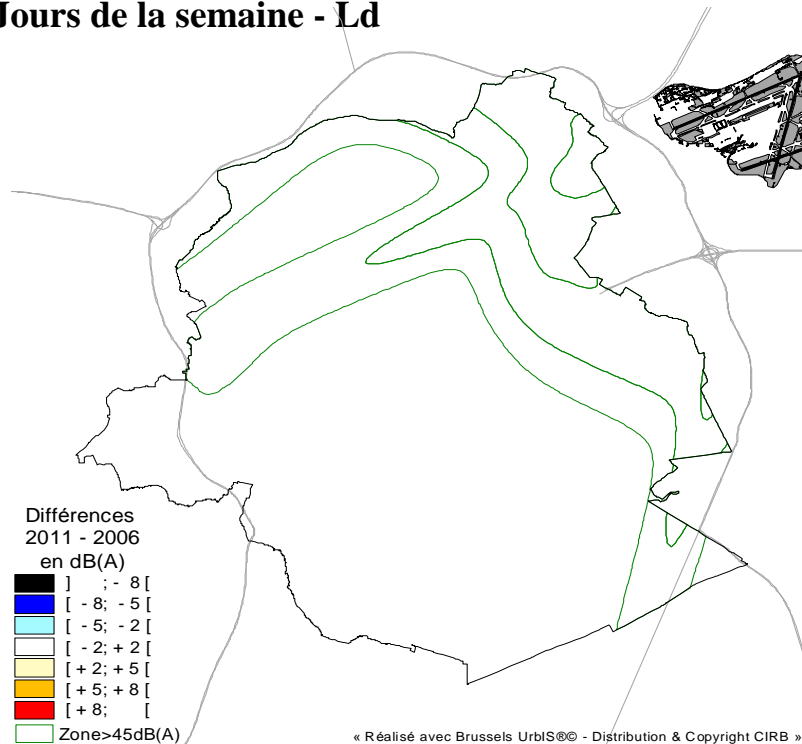 Jours de la semaine - Ld
Différences
2011 - 2006
en dB(A)
] ; - 8 [
[ - 8; - 5 [
[ - 5; - 2 [
[ - 2; + 2 [
[ + 2; + 5 [
[ + 5; + 8 [
[ + 8; [
Zone>45dB(A)
« Réalisé avec Brussels UrbIS®© - Distribution & Copyright CIRB »